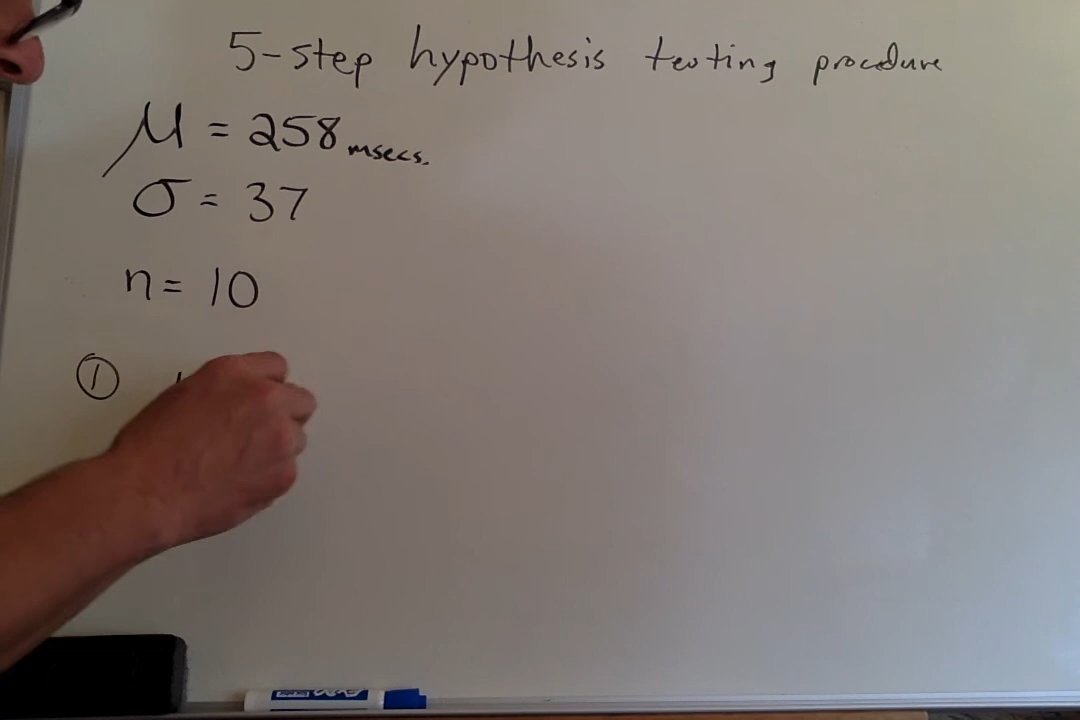 5-step hypothesis testing procedure
μ = 258 msecs.
σ = 37
n = 10
①